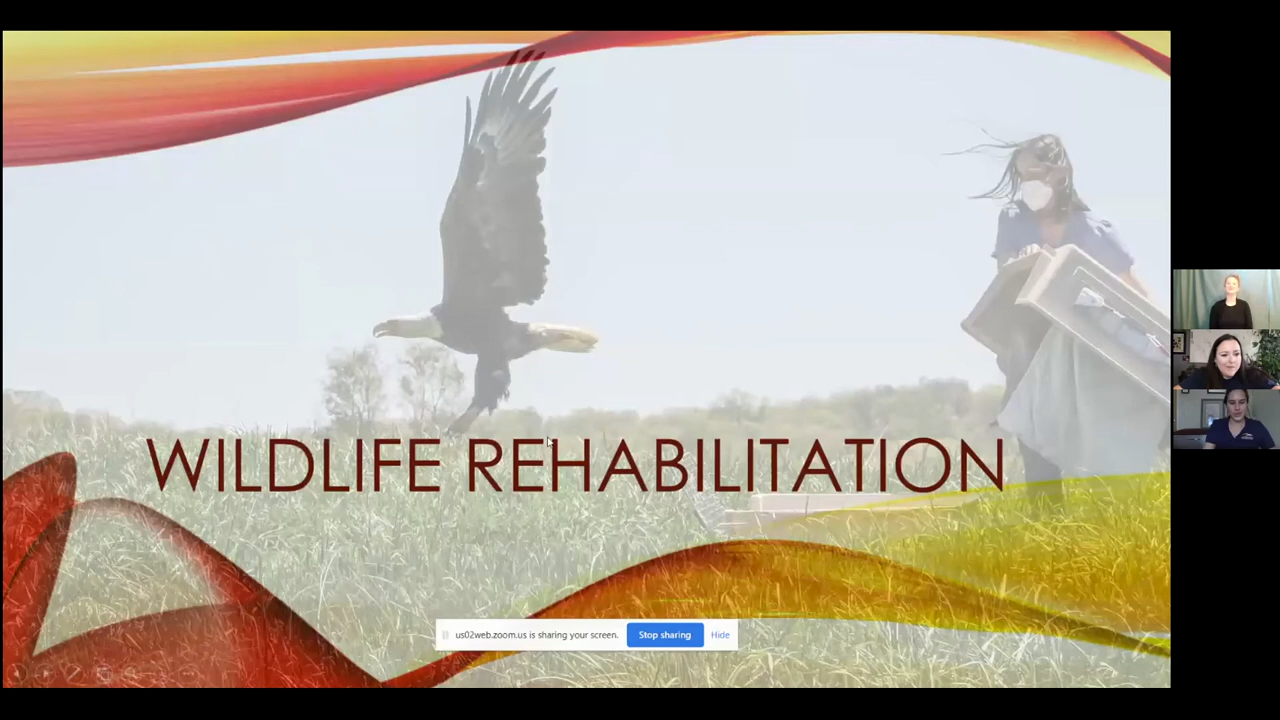 WILDLIFE REHABILITATION
us02web.zoom.us is sharing your screen.
Stop sharing
Hide